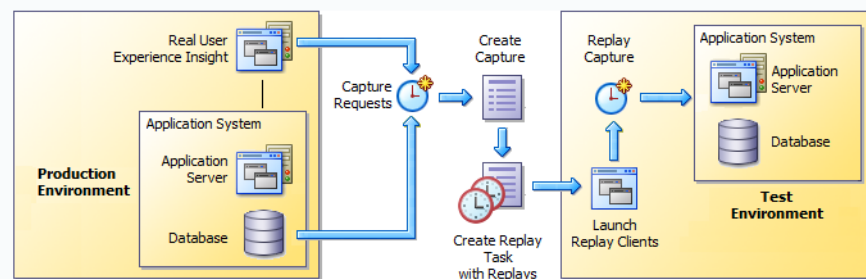 Real User
Experience Insight
Application System
Application
Server
Database
Production
Environment
Capture
Requests
Create
Capture
Create Replay
Task
with Replays
Replay
Capture
Launch
Replay Clients
Application System
Application
Server
Database
Test
Environment